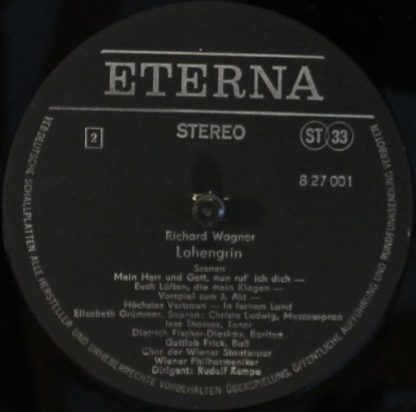 ETERNA
2
STEREO
ST 33
8 27 001
Richard Wagner
Lohengrin
Szenen
Mein Herr und Gott, nun ruf' ich dich —
Euch Lüften, die mein Klagen —
Vorspiel zum 3. Akt —
Höchstes Vertraun — In fernem Land
Elisabeth Grümmer, Sopran; Christa Ludwig, Mezzosopran
Jess Thomas, Tenor
Dietrich Fischer-Dieskau, Bariton
Gottlob Frick, Baß
Chor der Wiener Staatsoper
Wiener Philharmoniker
Dirigent: Rudolf Kempe
VEB DEUTSCHE SCHALLPLATTEN · ALLE HERSTELLER UND URHEBERRECHTE VORBEHALTEN · ÜBERSPIELUNG, ÖFFENTLICHE AUFFÜHRUNG UND RUNDFUNKSENDUNG VERBOTEN